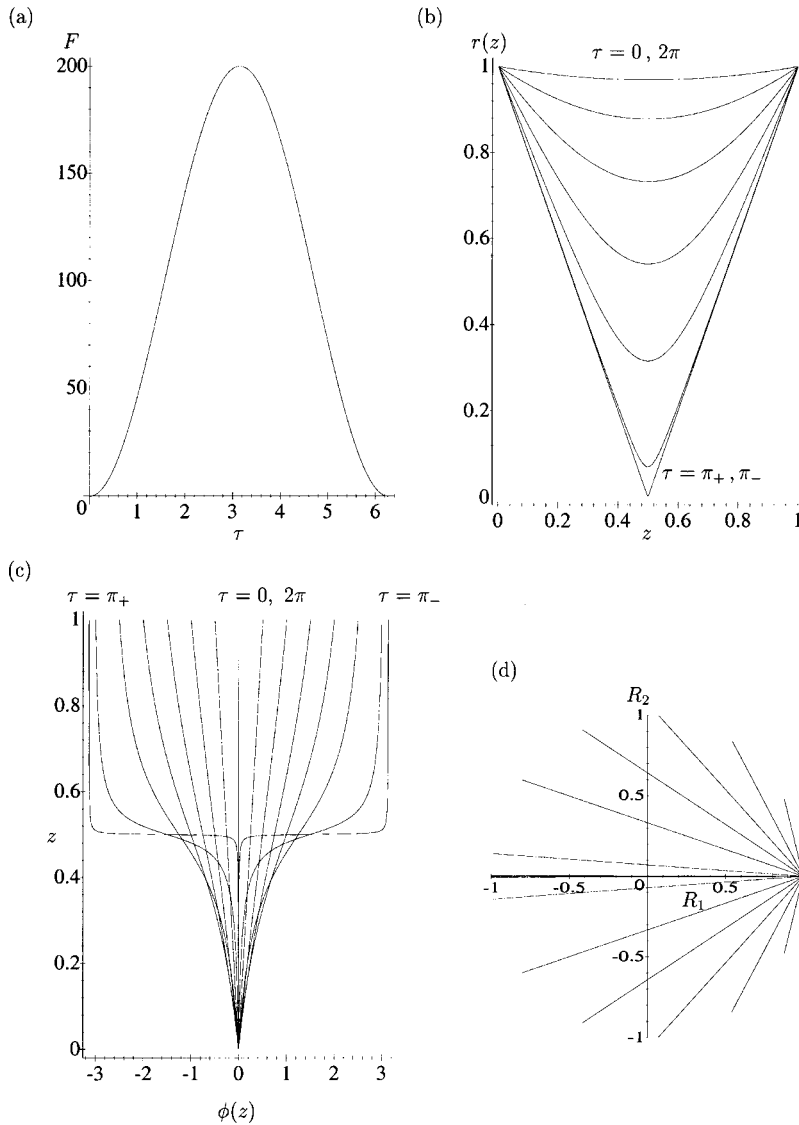 (a)
F
200
150
100
50
0
0 1 2 3 4 5 6
τ
(b)
r(z)
τ = 0 , 2π
1
0.8
0.6
0.4
0.2
0
τ = π₊ , π₋
0 0.2 0.4 0.6 0.8 1
z
(c)
τ = π₊ τ = 0, 2π τ = π₋
1
0.8
0.6
z
0.4
0.2
0
-3 -2 -1 0 1 2 3
φ(z)
(d)
R₂
1
0.5
-1 -0.5 0 0 0.5
R₁
-0.5
-1